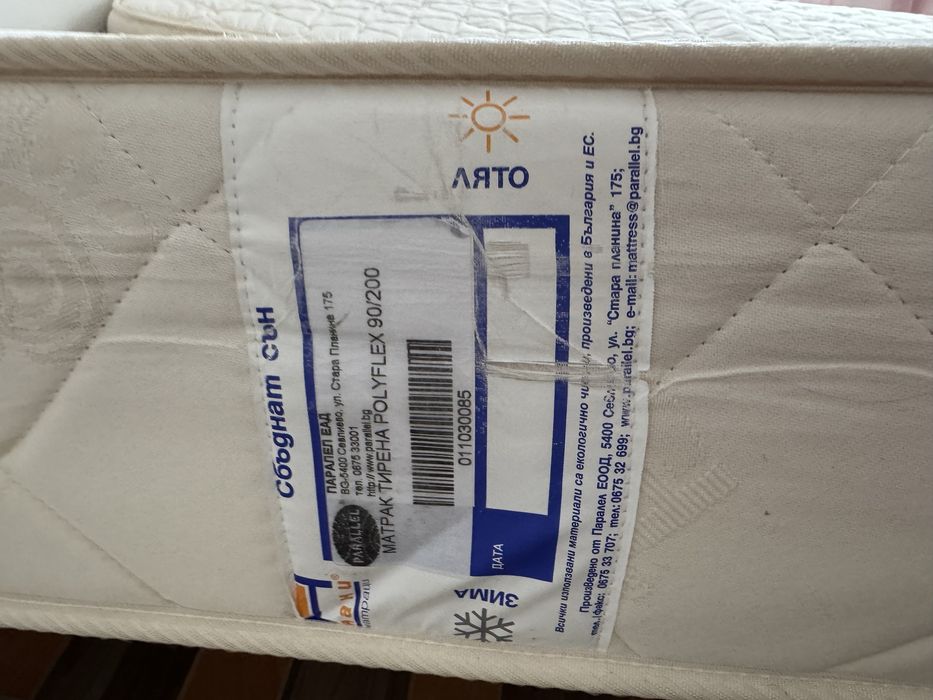 Сбъднат сън
ПАРАЛЕЛ ЕАД
BG-5400 Севлиево, ул. Стара Планина 175
тел. 0675 33001
http://www.parallel.bg
PARALLEL
МАТРАК ТИРЕНА POLYFLEX 90/200
011030085
ДАТА
ЛЯТО
ЗИМА
Всички използвани материали са екологично произведени в България и ЕС.
Произведено от Паралел ЕООД, 5400 ул. "Стара планина" 175;
тел./факс: 0675 33 707; тел:0675 32 699; www.parallel.bg; e-mail: mattress@parallel.bg